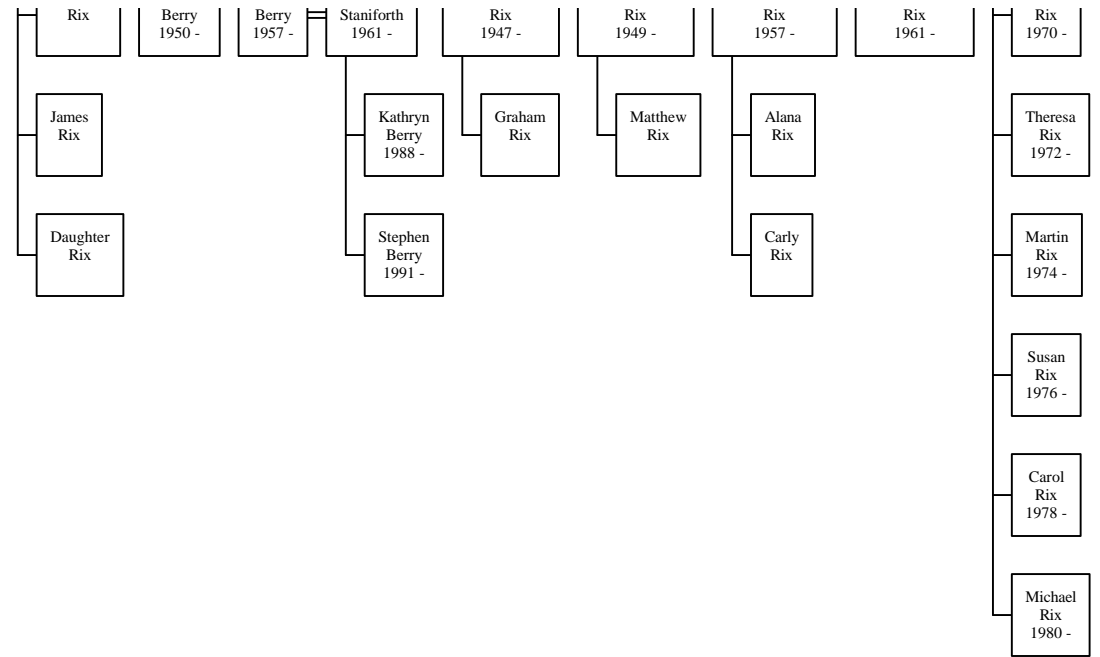 Rix
Berry
1950 -
Berry
1957 -
Staniforth
1961 -
Rix
1947 -
Rix
1949 -
Rix
1957 -
Rix
1961 -
Rix
1970 -
James
Rix
Kathryn
Berry
1988 -
Graham
Rix
Matthew
Rix
Alana
Rix
Theresa
Rix
1972 -
Daughter
Rix
Stephen
Berry
1991 -
Carly
Rix
Martin
Rix
1974 -
Susan
Rix
1976 -
Carol
Rix
1978 -
Michael
Rix
1980 -